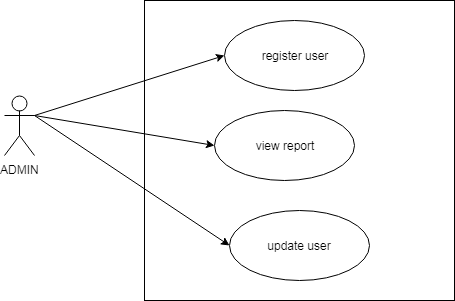 register user
view report
ADMIN
update user